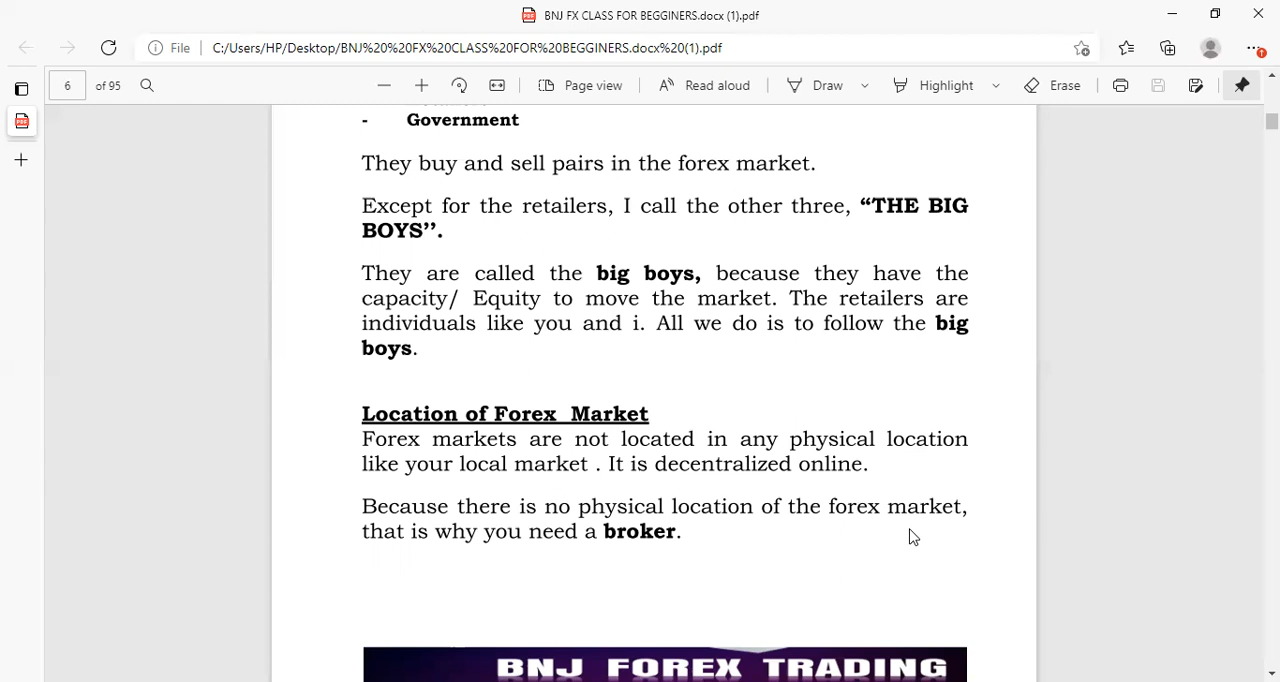 BNJ FX CLASS FOR BEGGINERS.docx (1).pdf
File
C:/Users/HP/Desktop/BNJ%20%20FX%20CLASS%20FOR%20BEGGINERS.docx%20(1).pdf
6 of 95 Page view Read aloud Draw Highlight Erase
- Government
They buy and sell pairs in the forex market.
Except for the retailers, I call the other three, “THE BIG
BOYS’’.
They are called the big boys, because they have the
capacity/ Equity to move the market. The retailers are
individuals like you and i. All we do is to follow the big
boys.
Location of Forex Market
Forex markets are not located in any physical location
like your local market . It is decentralized online.
Because there is no physical location of the forex market,
that is why you need a broker.
BNJ FOREX TRADING